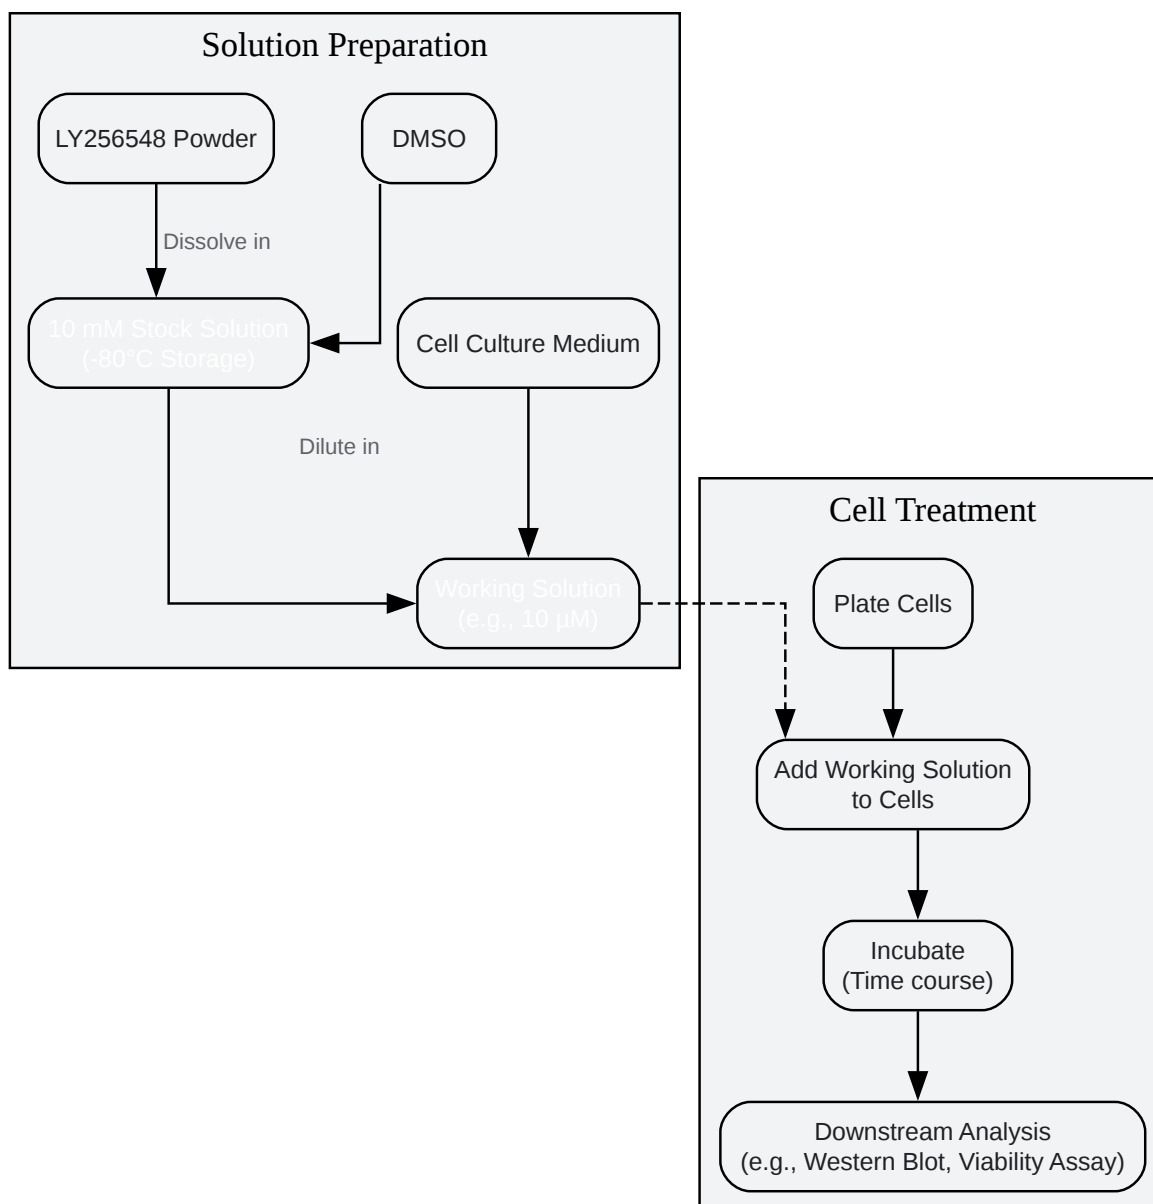 Solution Preparation
LY256548 Powder
DMSO
Dissolve in
10 mM Stock Solution
(-80°C Storage)
Cell Culture Medium
Dilute in
Working Solution
(e.g., 10 µM)
Cell Treatment
Plate Cells
Add Working Solution
to Cells
Incubate
(Time course)
Downstream Analysis
(e.g., Western Blot, Viability Assay)